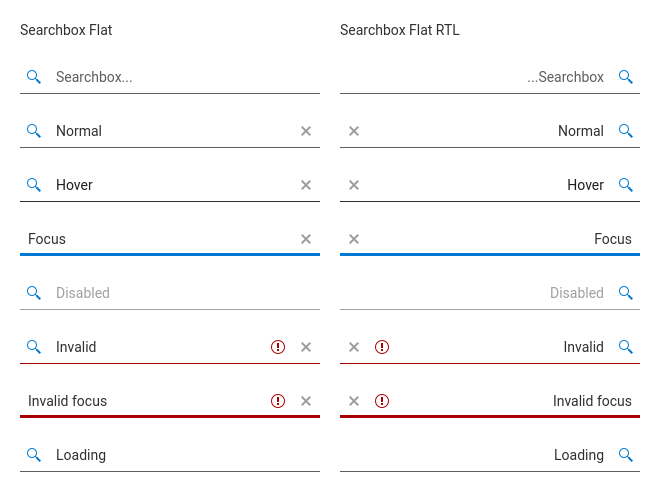 Searchbox Flat
Searchbox...
Normal
Hover
Focus
Disabled
Invalid
Invalid focus
Loading
Searchbox Flat RTL
...Searchbox
Normal
Hover
Focus
Disabled
Invalid
Invalid focus
Loading